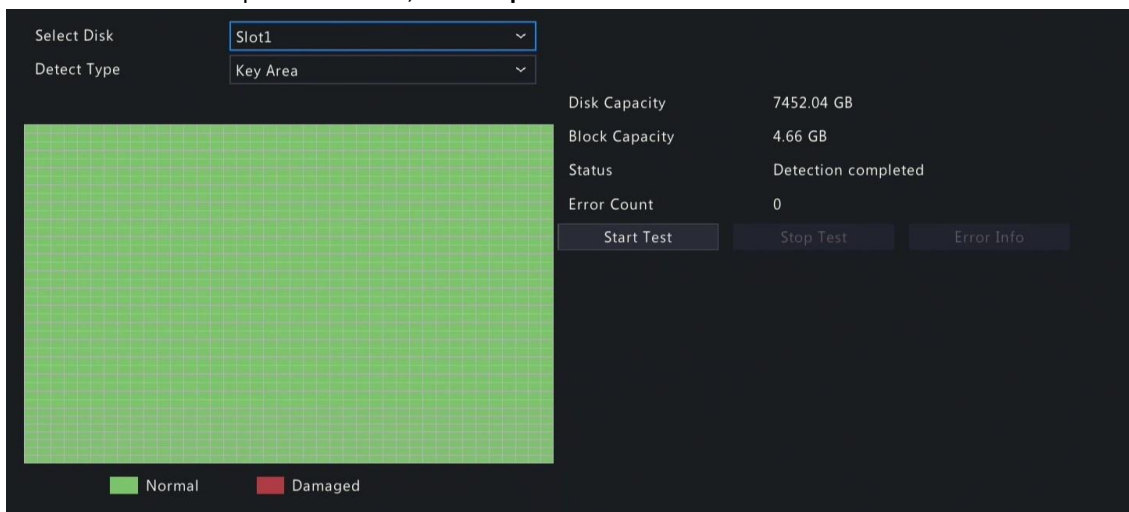 Select Disk Slot1
Detect Type Key Area
Disk Capacity 7452.04 GB
Block Capacity 4.66 GB
Status Detection completed
Error Count 0
Start Test Stop Test Error Info
Normal Damaged